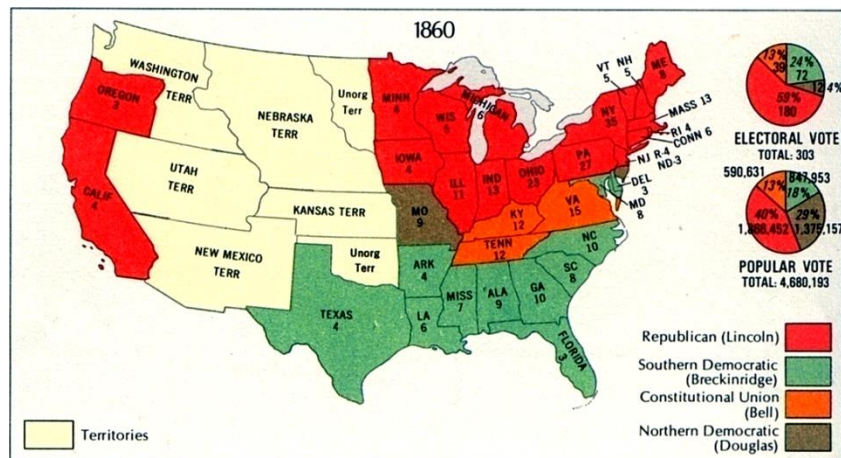 1860
WASHINGTON
TERR
OREGON
3
CALIF
4
NEBRASKA
TERR
UTAH
TERR
KANSAS TERR
NEW MEXICO
TERR
Unorg
Terr
Unorg
Terr
TEXAS
4
MINN
4
IOWA
4
MO
9
ARK
4
LA
6
WIS
5
MICHIGAN
6
ILL
11
IND
13
OHIO
23
KY
12
TENN
12
MISS
7
ALA
9
GA
10
FLORIDA
3
SC
8
NC
10
VA
15
PA
27
NY
35
VT
5
NH
5
ME
8
MASS 13
RI 4
CONN 6
NJ R-4
ND-3
DEL
3
MD
8
13%
39
24%
72
12
4%
59%
180
ELECTORAL VOTE
TOTAL: 303
590,631
847,953
13%
18%
40%
1,866,452
29%
1,375,157
POPULAR VOTE
TOTAL: 4,680,193
Republican (Lincoln)
Southern Democratic
(Breckinridge)
Constitutional Union
(Bell)
Northern Democratic
(Douglas)
Territories